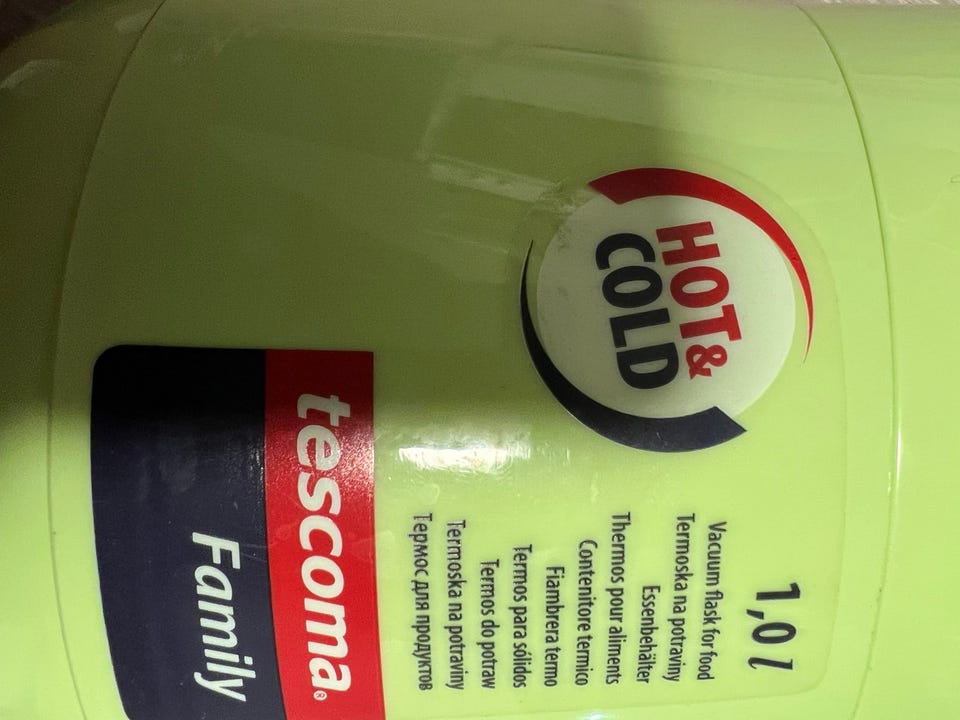 HOT&
COLD
1,0 l
Vacuum flask for food
Termoska na potraviny
Essenbehälter
Thermos pour aliments
Contenitore termico
Fiambrera termo
Termos para sólidos
Termos do potraw
Termoska na potraviny
Термос для продуктов
tescoma®
Family